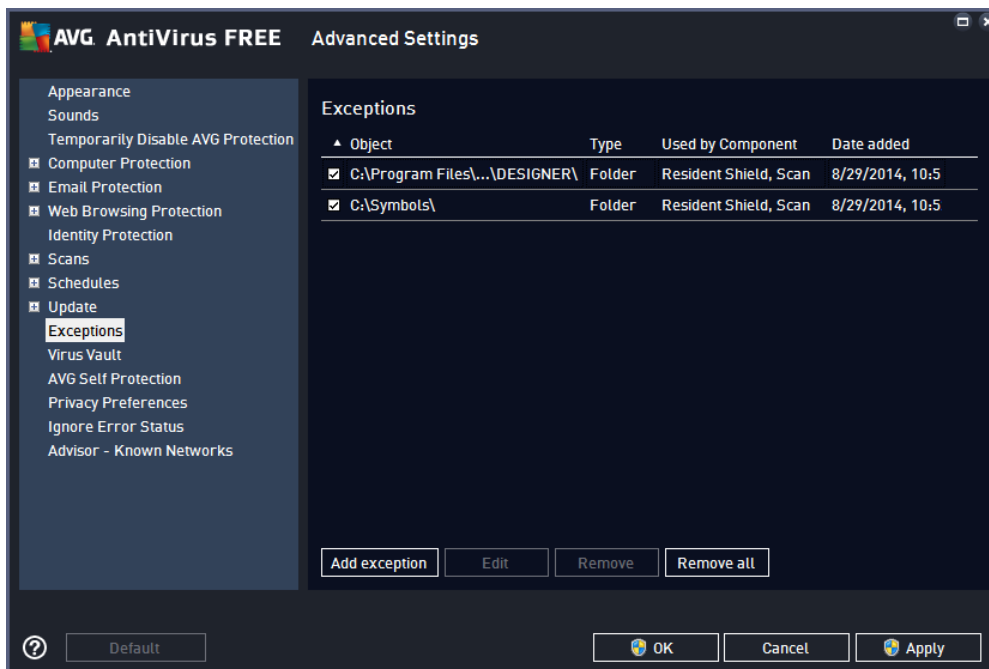 AVG AntiVirus FREE Advanced Settings
Appearance
Sounds
Temporarily Disable AVG Protection
Computer Protection
Email Protection
Web Browsing Protection
Identity Protection
Scans
Schedules
Update
Exceptions
Virus Vault
AVG Self Protection
Privacy Preferences
Ignore Error Status
Advisor - Known Networks
Exceptions
Object Type Used by Component Date added
C:\Program Files\...\DESIGNER\ Folder Resident Shield, Scan 8/29/2014, 10:5
C:\Symbols\ Folder Resident Shield, Scan 8/29/2014, 10:5
Add exception Edit Remove Remove all
? Default OK Cancel Apply